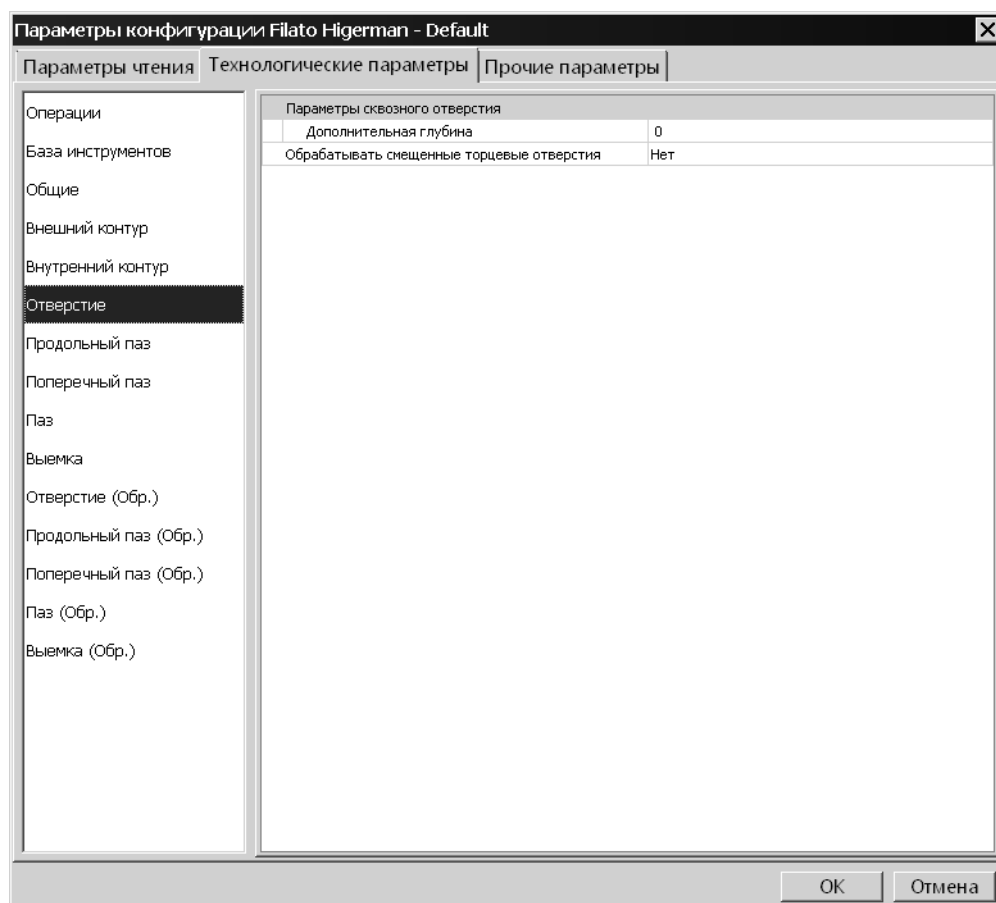 Параметры конфигурации Filato Higerman - Default
Параметры чтения Технологические параметры Прочие параметры
Операции
База инструментов
Общие
Внешний контур
Внутренний контур
Отверстие
Продольный паз
Поперечный паз
Паз
Выемка
Отверстие (Обр.)
Продольный паз (Обр.)
Поперечный паз (Обр.)
Паз (Обр.)
Выемка (Обр.)
Параметры сквозного отверстия
Дополнительная глубина 0
Обрабатывать смещенные торцевые отверстия Нет
OK Отмена